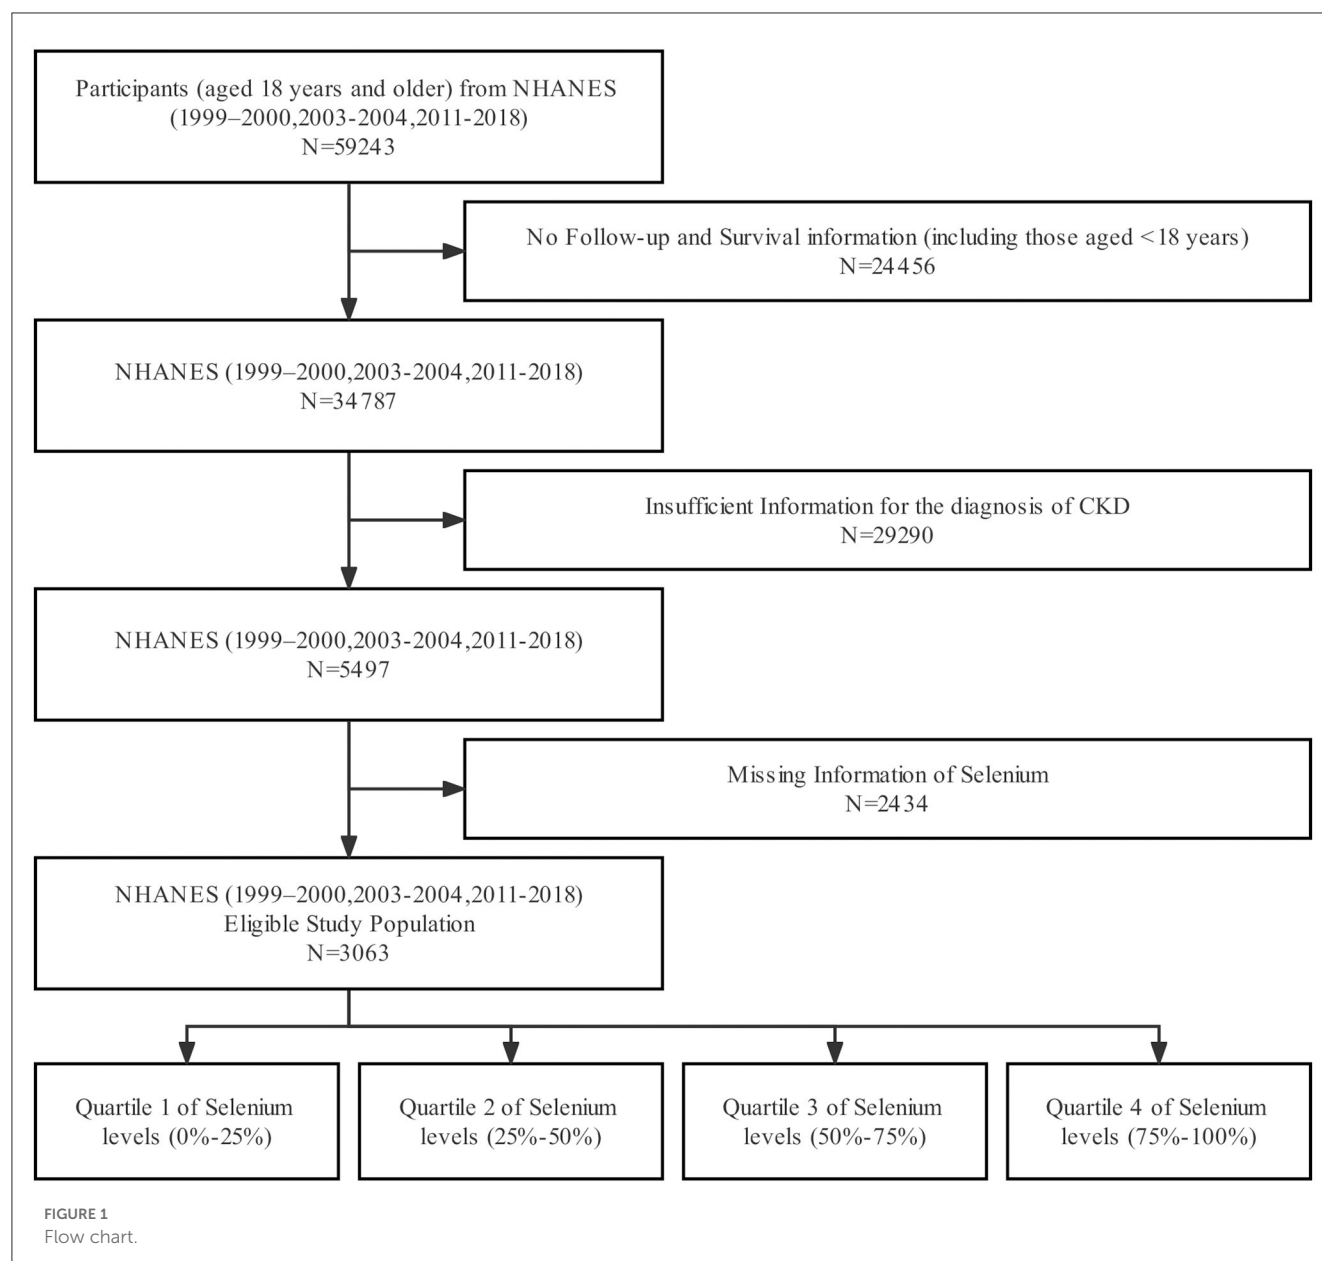 Participants (aged 18 years and older) from NHANES
(1999–2000,2003-2004,2011-2018)
N=59243
No Follow-up and Survival information (including those aged <18 years)
N=24456
NHANES (1999–2000,2003-2004,2011-2018)
N=34787
Insufficient Information for the diagnosis of CKD
N=29290
NHANES (1999–2000,2003-2004,2011-2018)
N=5497
Missing Information of Selenium
N=2434
NHANES (1999–2000,2003-2004,2011-2018)
Eligible Study Population
N=3063
Quartile 1 of Selenium
levels (0%-25%)
Quartile 2 of Selenium
levels (25%-50%)
Quartile 3 of Selenium
levels (50%-75%)
Quartile 4 of Selenium
levels (75%-100%)
FIGURE 1
Flow chart.